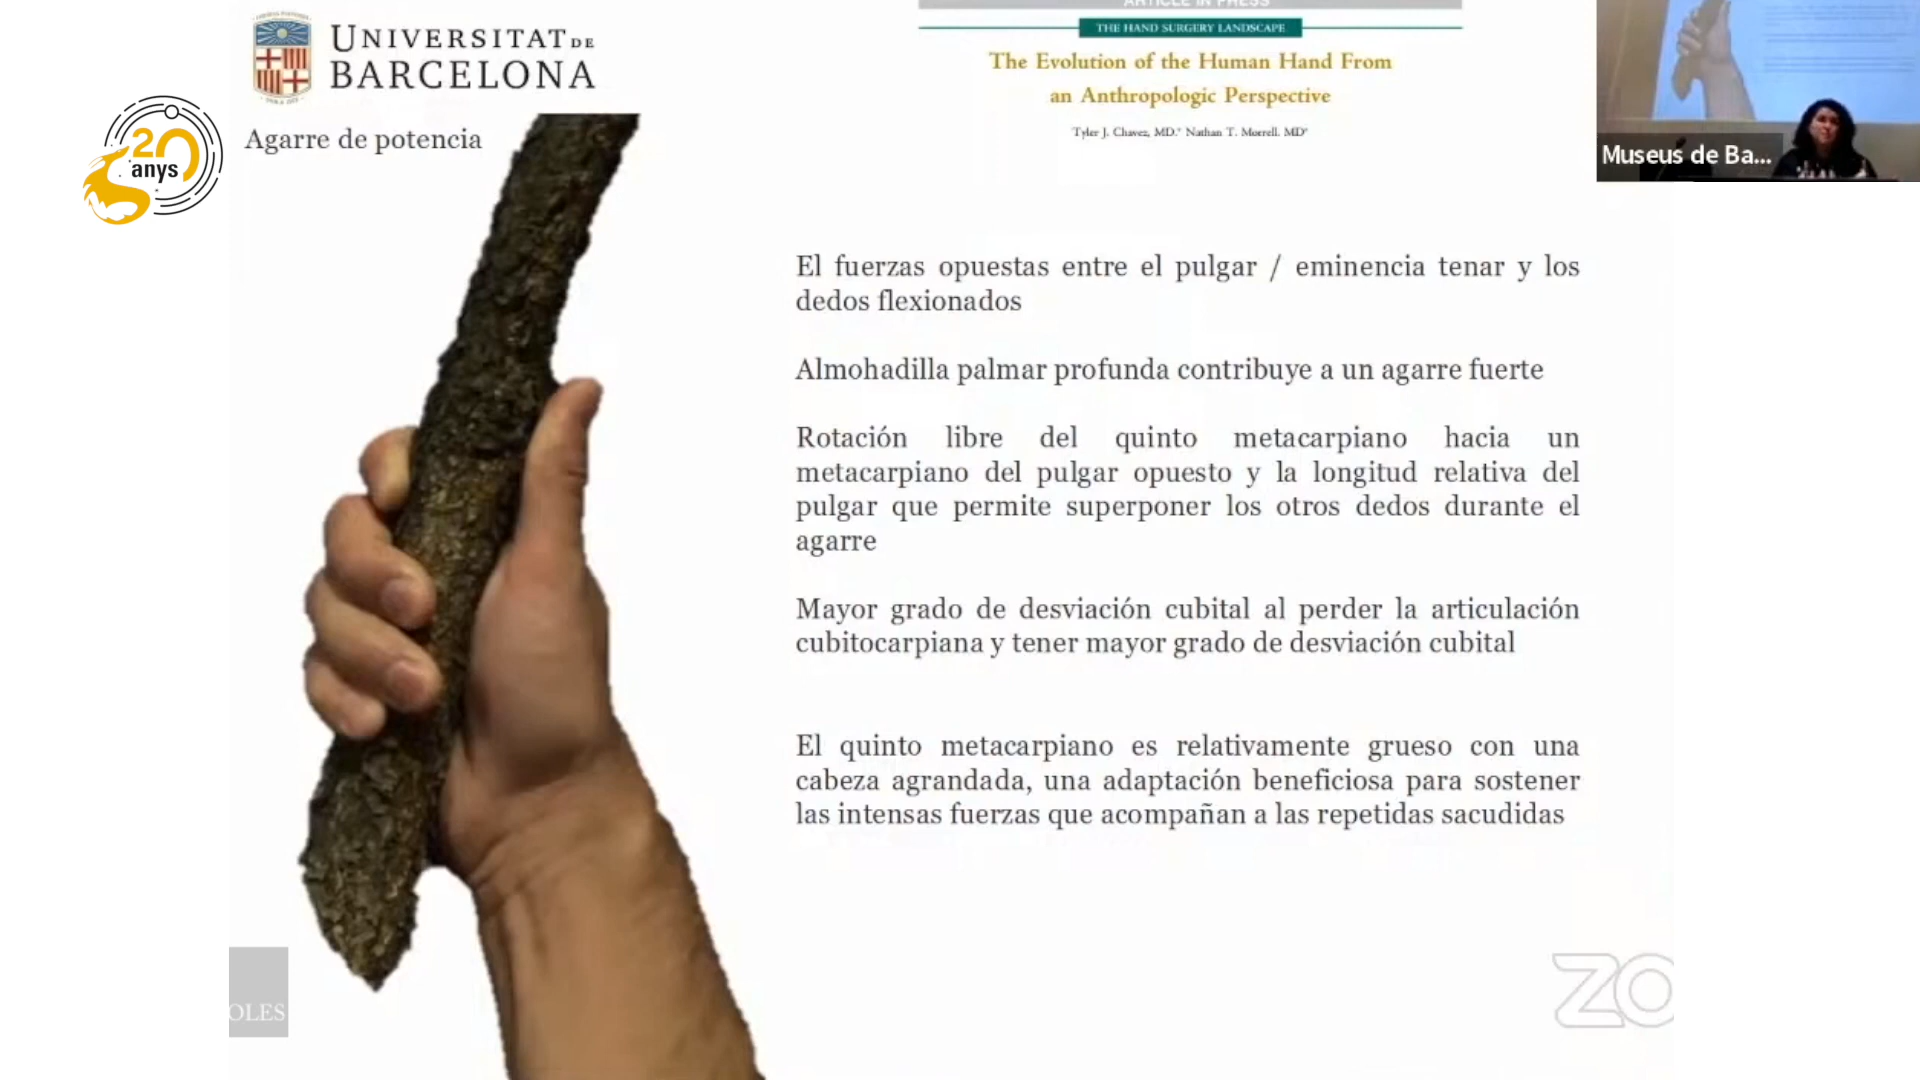 UNIVERSITAT DE
BARCELONA
20
anys
Agarre de potencia
ARTICLE IN PRESS
THE HAND SURGERY LANDSCAPE
The Evolution of the Human Hand From
an Anthropologic Perspective
Tyler J. Chavez, MD,* Nathan T. Morrell, MD*
Museus de Ba...
El fuerzas opuestas entre el pulgar / eminencia tenar y los
dedos flexionados
Almohadilla palmar profunda contribuye a un agarre fuerte
Rotación libre del quinto metacarpiano hacia un
metacarpiano del pulgar opuesto y la longitud relativa del
pulgar que permite superponer los otros dedos durante el
agarre
Mayor grado de desviación cubital al perder la articulación
cubitocarpiana y tener mayor grado de desviación cubital
El quinto metacarpiano es relativamente grueso con una
cabeza agrandada, una adaptación beneficiosa para sostener
las intensas fuerzas que acompañan a las repetidas sacudidas
OLES
ZO